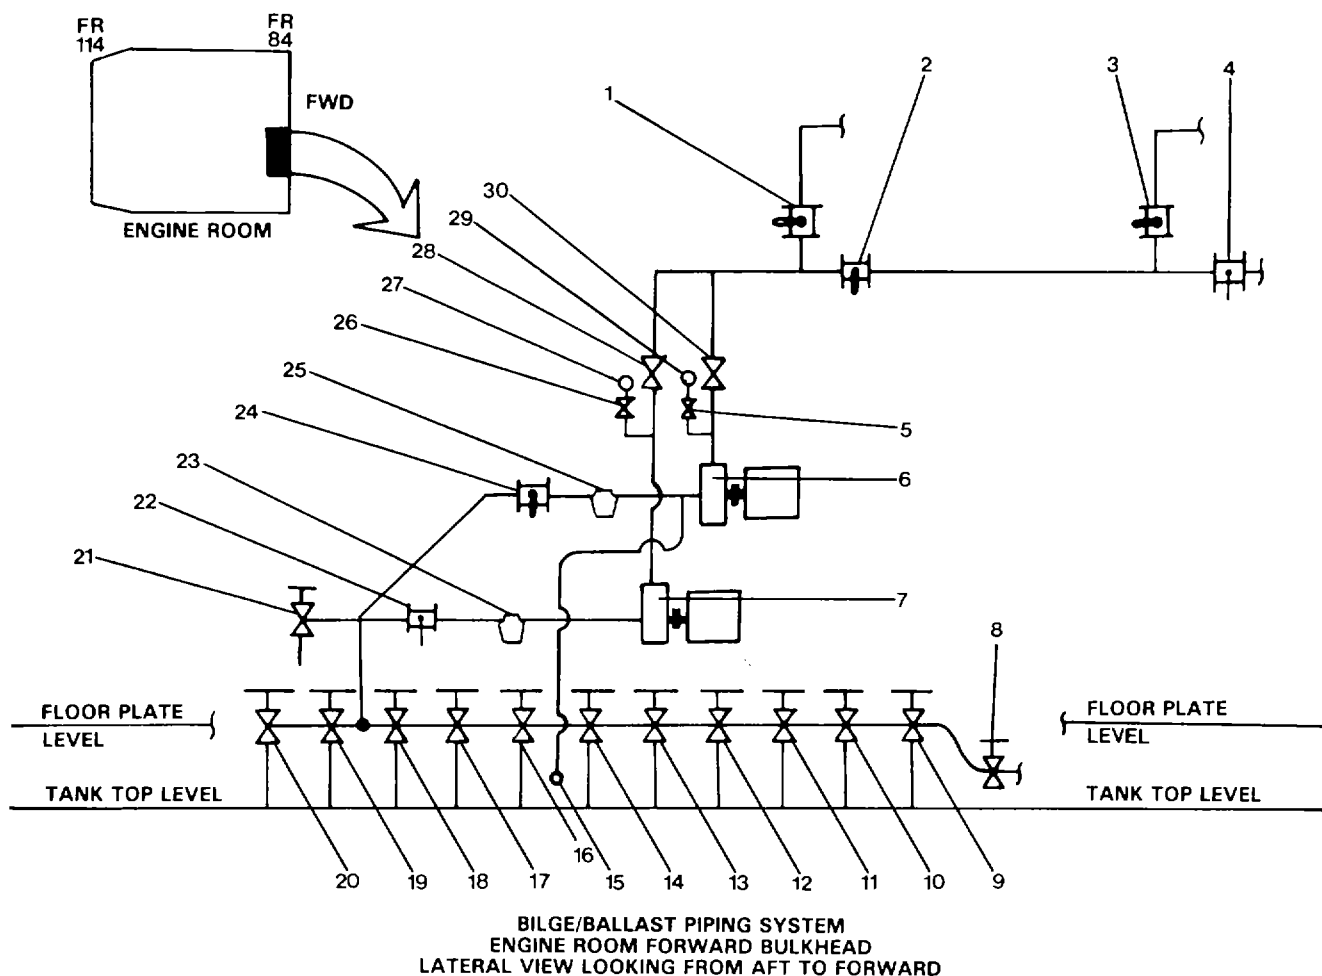 FR
114
FR
84
FWD
ENGINE ROOM
1
2
3
4
30
29
28
27
26
25
24
23
22
21
5
6
7
8
FLOOR PLATE
LEVEL
TANK TOP LEVEL
FLOOR PLATE
LEVEL
TANK TOP LEVEL
20
19
18
17
16
15
14
13
12
11
10
9
BILGE/BALLAST PIPING SYSTEM
ENGINE ROOM FORWARD BULKHEAD
LATERAL VIEW LOOKING FROM AFT TO FORWARD